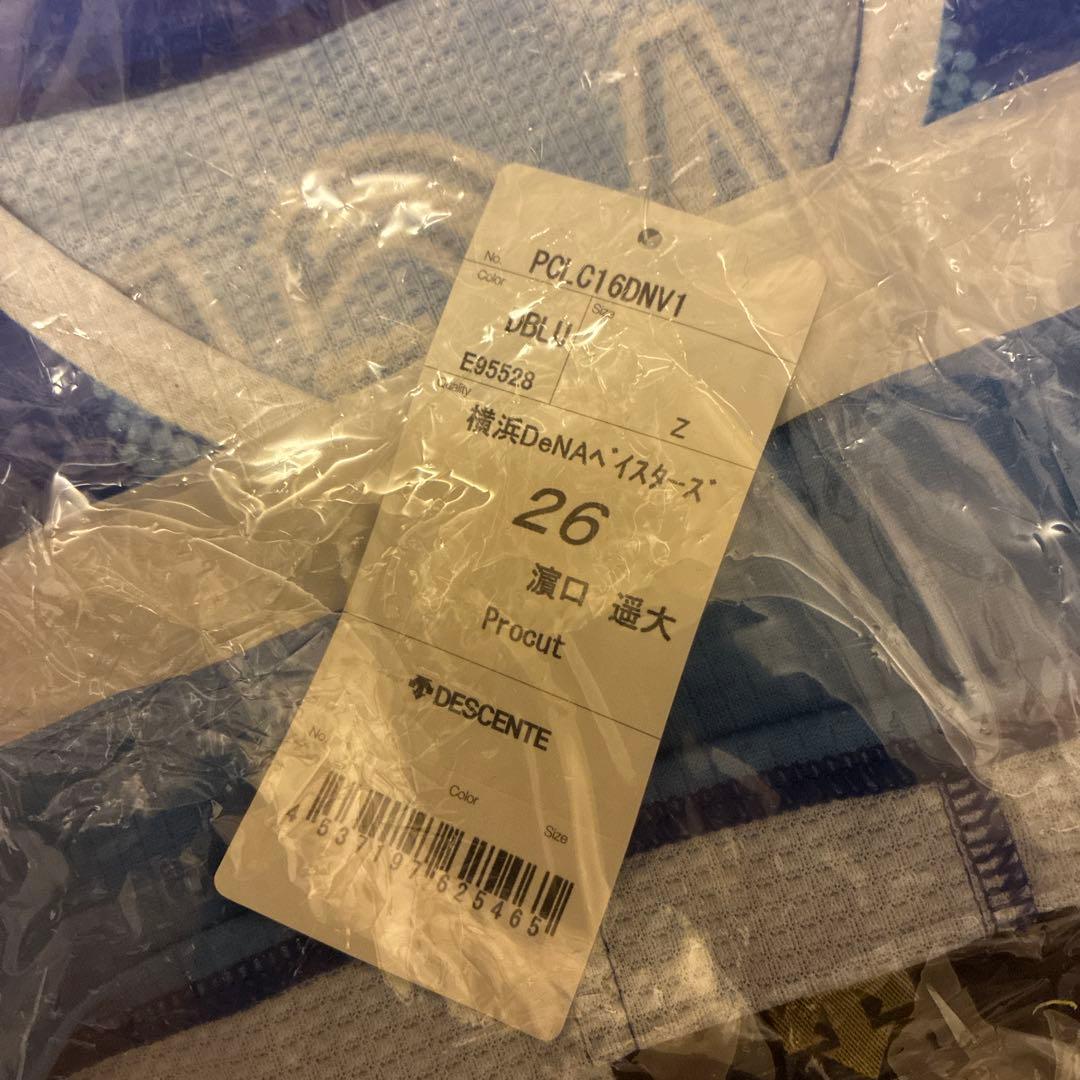 No. PCLC16DNV1
Color DBLU Size
E95528
Z
Quality
横浜DeNAベイスターズ
26
濵口 遥大
Procut
DESCENTE
No. Color Size
4537197625465